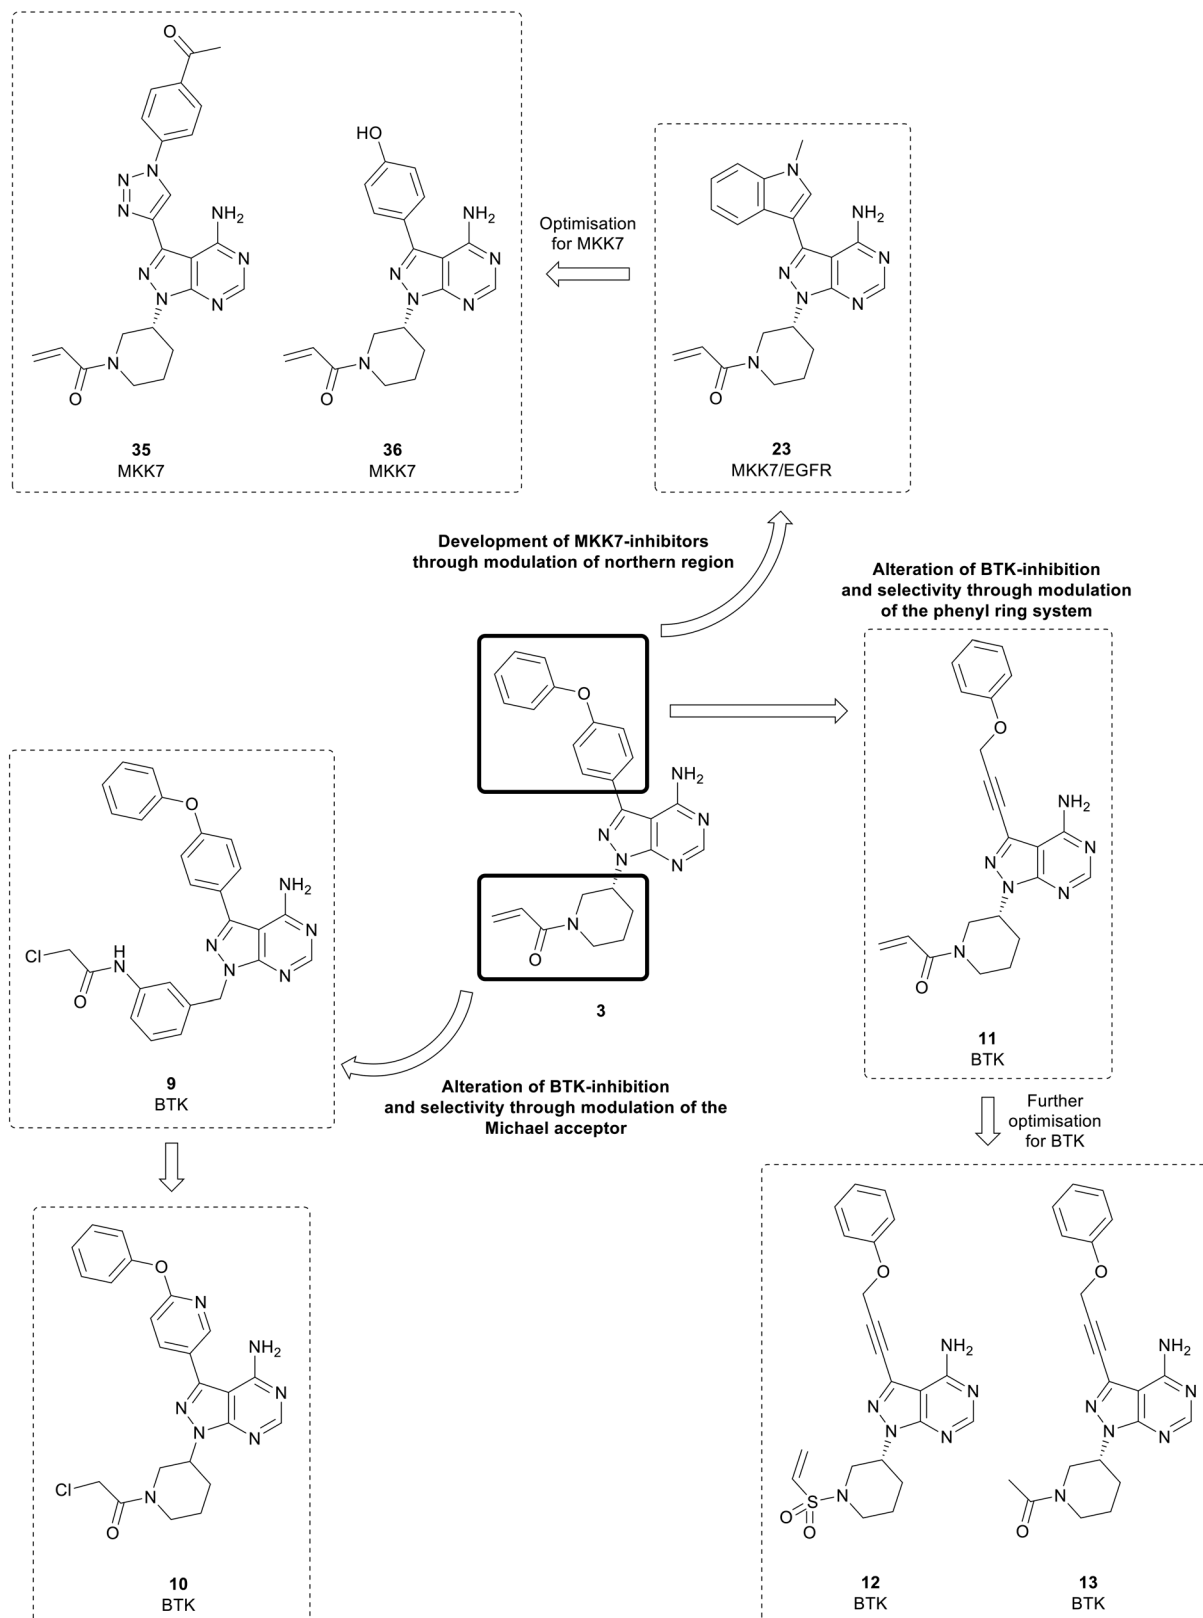 O
HO
N
N
N
N
NH2
N
N
N
N
N
O
35
MKK7
NH2
N
N
N
N
N
O
36
MKK7
Optimisation
for MKK7
N
NH2
N
N
N
N
N
O
23
MKK7/EGFR
Development of MKK7-inhibitors
through modulation of northern region
Alteration of BTK-inhibition
and selectivity through modulation
of the phenyl ring system
O
NH2
N
N
N
N
N
O
3
O
NH2
N
N
N
N
N
O
11
BTK
O
NH2
N
N
N
N
Cl
H
N
O
9
BTK
Alteration of BTK-inhibition
and selectivity through modulation of the
Michael acceptor
Further
optimisation
for BTK
O
N
NH2
N
N
N
N
Cl
N
O
10
BTK
O
NH2
N
N
N
N
N
S
O
O
12
BTK
O
NH2
N
N
N
N
N
O
13
BTK